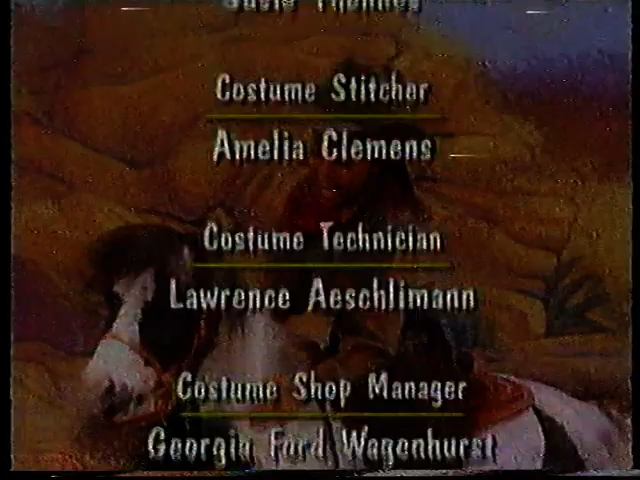 Costume Stitcher
Amelia Clemens
Costume Technician
Lawrence Aeschlimann
Costume Shop Manager
Georgia Ford Wagenhurst